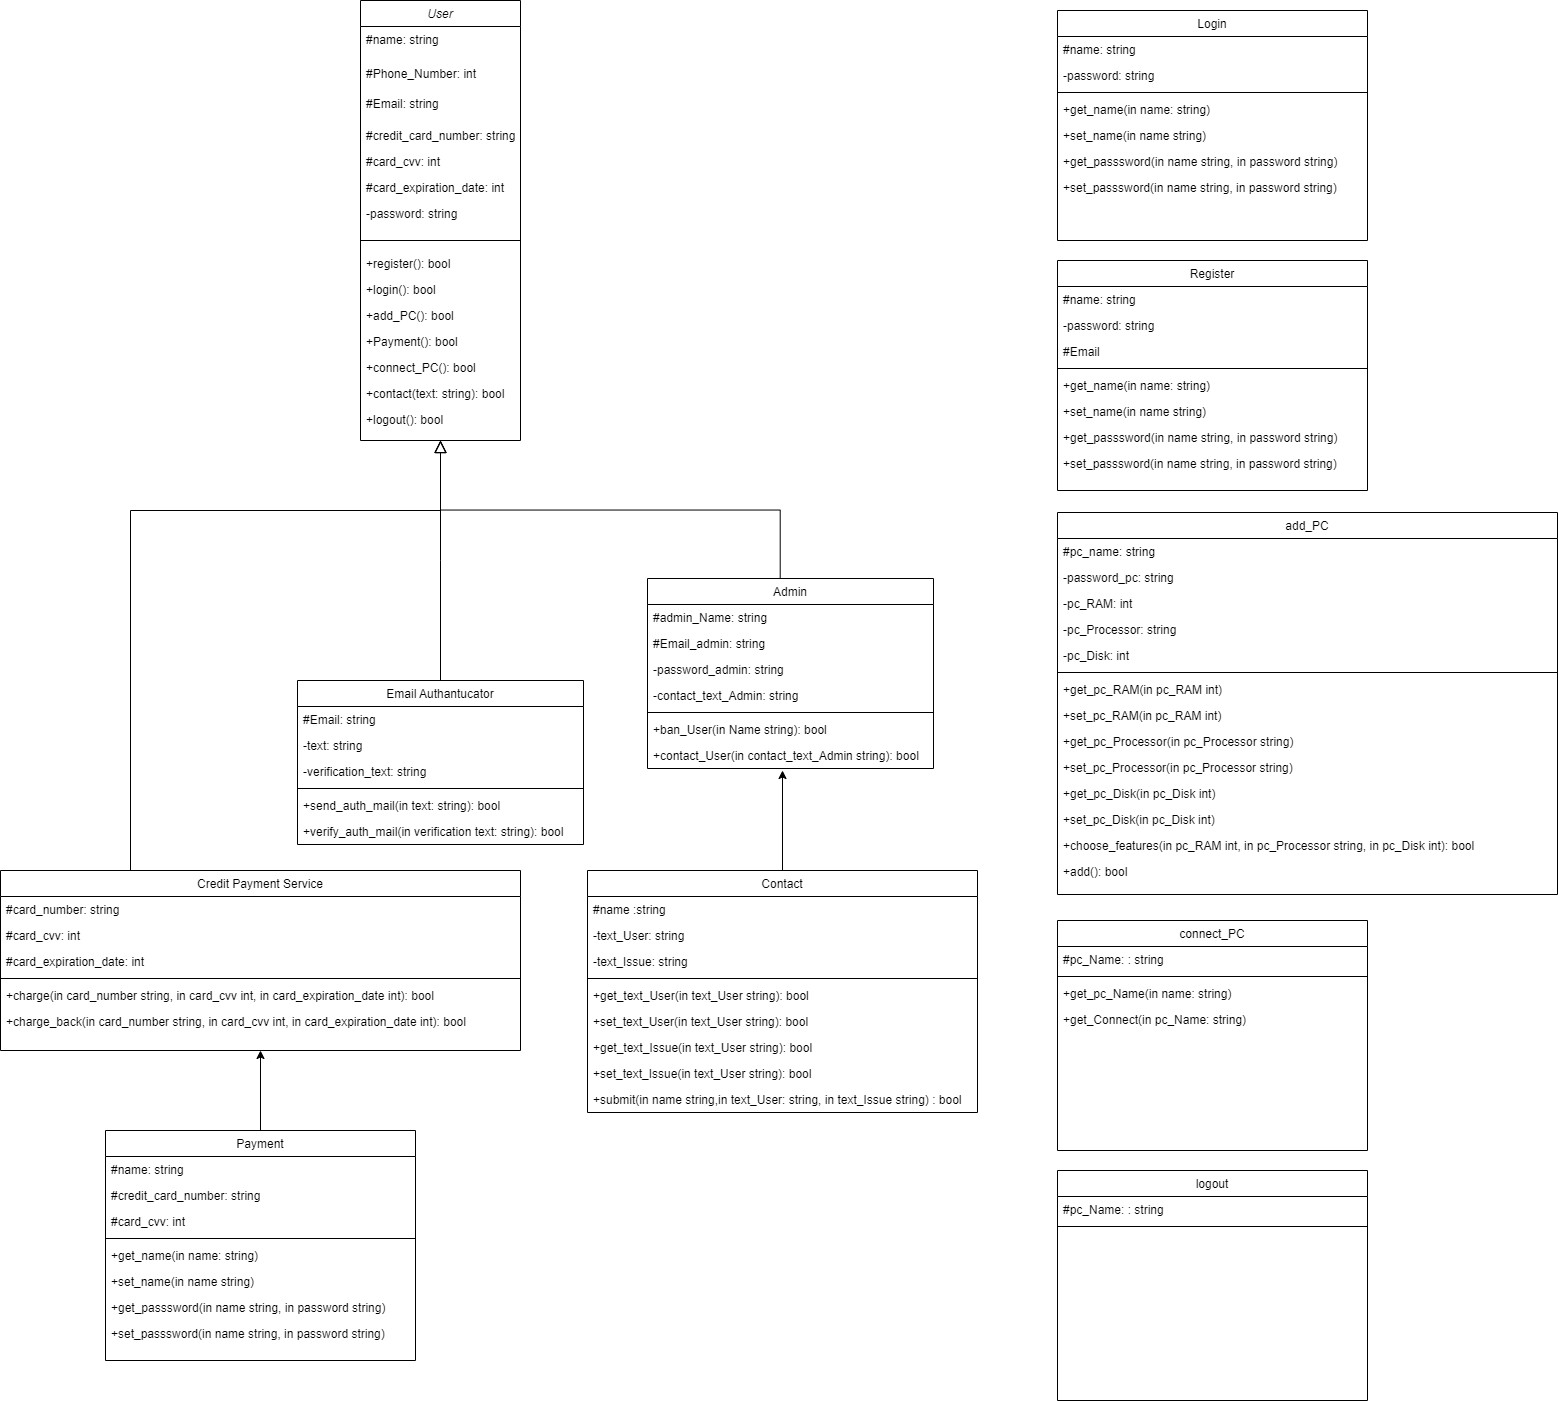 User
#name: string
#Phone_Number: int
#Email: string
#credit_card_number: string
#card_cvv: int
#card_expiration_date: int
-password: string
+register(): bool
+login(): bool
+add_PC(): bool
+Payment(): bool
+connect_PC(): bool
+contact(text: string): bool
+logout(): bool
Login
#name: string
-password: string
+get_name(in name: string)
+set_name(in name string)
+get_passsword(in name string, in password string)
+set_passsword(in name string, in password string)
Register
#name: string
-password: string
#Email
+get_name(in name: string)
+set_name(in name string)
+get_passsword(in name string, in password string)
+set_passsword(in name string, in password string)
add_PC
#pc_name: string
-password_pc: string
-pc_RAM: int
-pc_Processor: string
-pc_Disk: int
+get_pc_RAM(in pc_RAM int)
+set_pc_RAM(in pc_RAM int)
+get_pc_Processor(in pc_Processor string)
+set_pc_Processor(in pc_Processor string)
+get_pc_Disk(in pc_Disk int)
+set_pc_Disk(in pc_Disk int)
+choose_features(in pc_RAM int, in pc_Processor string, in pc_Disk int): bool
+add(): bool
Admin
#admin_Name: string
#Email_admin: string
-password_admin: string
-contact_text_Admin: string
+ban_User(in Name string): bool
+contact_User(in contact_text_Admin string): bool
Email Authantucator
#Email: string
-text: string
-verification_text: string
+send_auth_mail(in text: string): bool
+verify_auth_mail(in verification text: string): bool
Credit Payment Service
#card_number: string
#card_cvv: int
#card_expiration_date: int
+charge(in card_number string, in card_cvv int, in card_expiration_date int): bool
+charge_back(in card_number string, in card_cvv int, in card_expiration_date int): bool
Contact
#name :string
-text_User: string
-text_Issue: string
+get_text_User(in text_User string): bool
+set_text_User(in text_User string): bool
+get_text_Issue(in text_User string): bool
+set_text_Issue(in text_User string): bool
+submit(in name string,in text_User: string, in text_Issue string) : bool
connect_PC
#pc_Name: : string
+get_pc_Name(in name: string)
+get_Connect(in pc_Name: string)
Payment
#name: string
#credit_card_number: string
#card_cvv: int
+get_name(in name: string)
+set_name(in name string)
+get_passsword(in name string, in password string)
+set_passsword(in name string, in password string)
logout
#pc_Name: : string